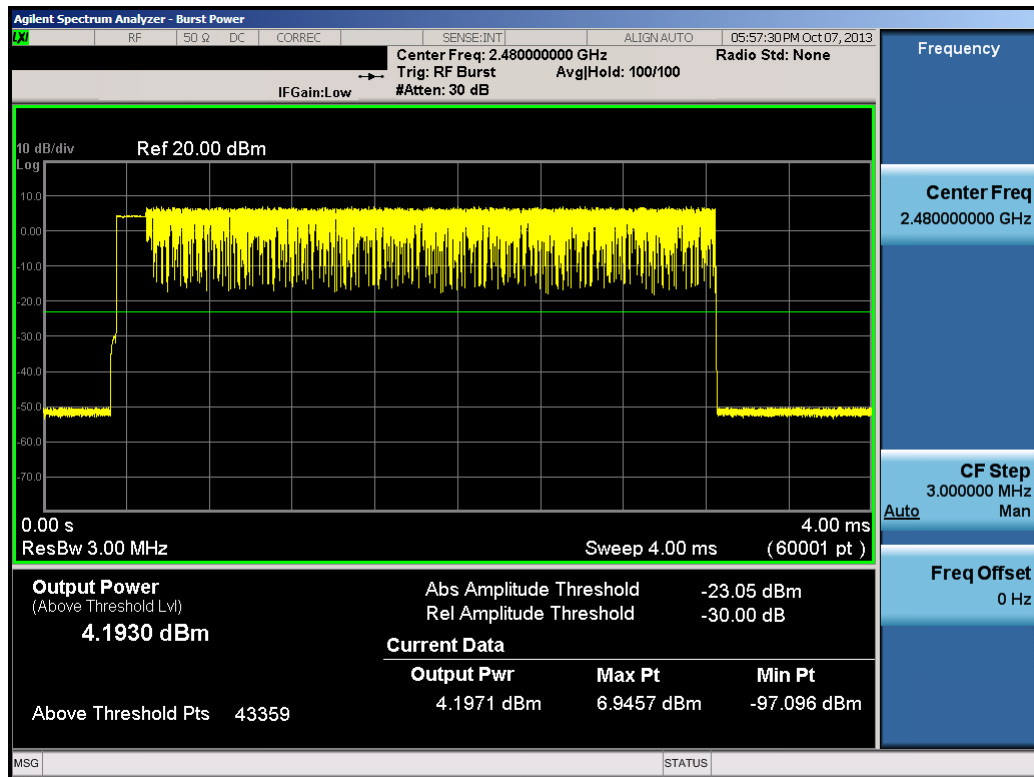 Agilent Spectrum Analyzer - Burst Power
LXI RF 50 Ω DC CORREC SENSE:INT ALIGN AUTO 05:57:30 PM Oct 07, 2013
Center Freq: 2.480000000 GHz Radio Std: None
Trig: RF Burst Avg|Hold: 100/100
IFGain:Low #Atten: 30 dB
10 dB/div Ref 20.00 dBm
Log
10.0
0.00
-10.0
-20.0
-30.0
-40.0
-50.0
-60.0
-70.0
0.00 s 4.00 ms
ResBw 3.00 MHz Sweep 4.00 ms (60001 pt)
Output Power
(Above Threshold Lvl)
4.1930 dBm
Above Threshold Pts 43359
Abs Amplitude Threshold -23.05 dBm
Rel Amplitude Threshold -30.00 dB
Current Data
Output Pwr Max Pt Min Pt
4.1971 dBm 6.9457 dBm -97.096 dBm
MSG STATUS
Frequency
Center Freq
2.480000000 GHz
CF Step
3.000000 MHz
Auto Man
Freq Offset
0 Hz